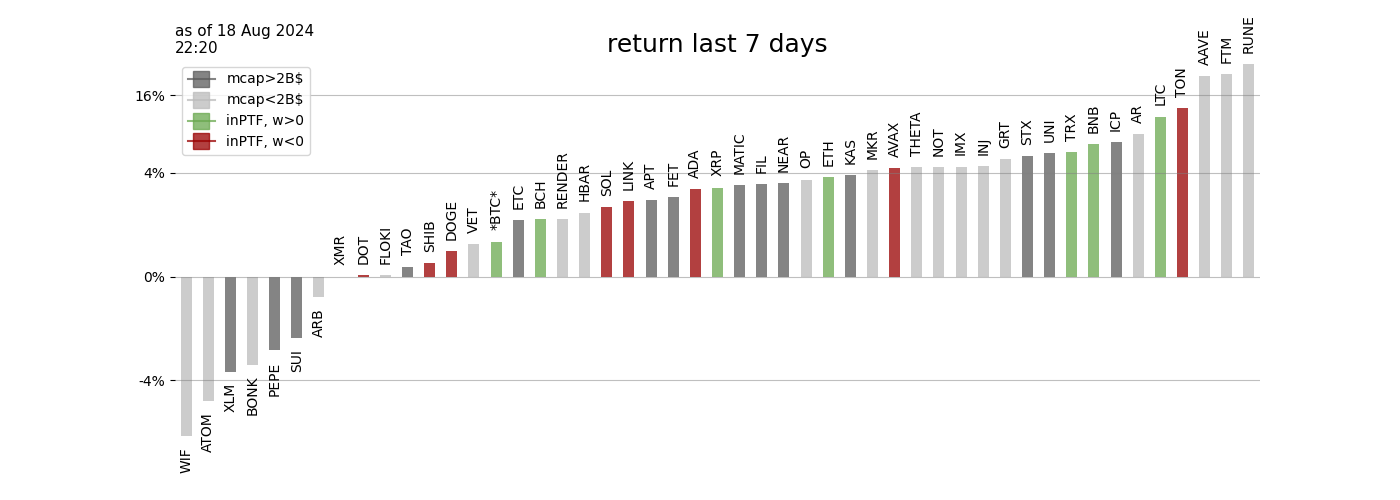 as of 18 Aug 2024
22:20
return last 7 days
mcap>2B$
mcap<2B$
inPTF, w>0
inPTF, w<0
16%
4%
0%
-4%
WIF
ATOM
XLM
BONK
PEPE
SUI
ARB
XMR
DOT
FLOKI
TAO
SHIB
DOGE
VET
*BTC*
ETC
BCH
RENDER
HBAR
SOL
LINK
APT
FET
ADA
XRP
MATIC
FIL
NEAR
OP
ETH
KAS
MKR
AVAX
THETA
NOT
IMX
INJ
GRT
STX
UNI
TRX
BNB
ICP
AR
LTC
TON
AAVE
FTM
RUNE